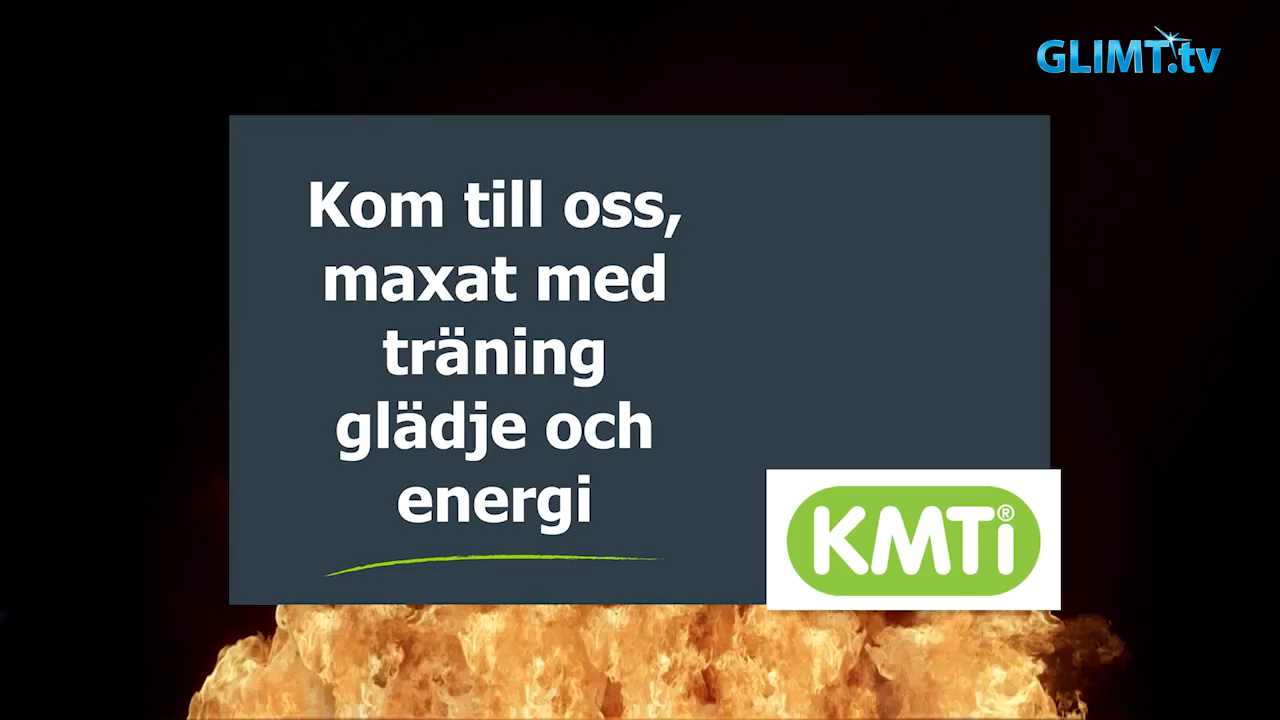 GLIMT.tv
Kom till oss,
maxat med
träning
glädje och
energi
KMTi®